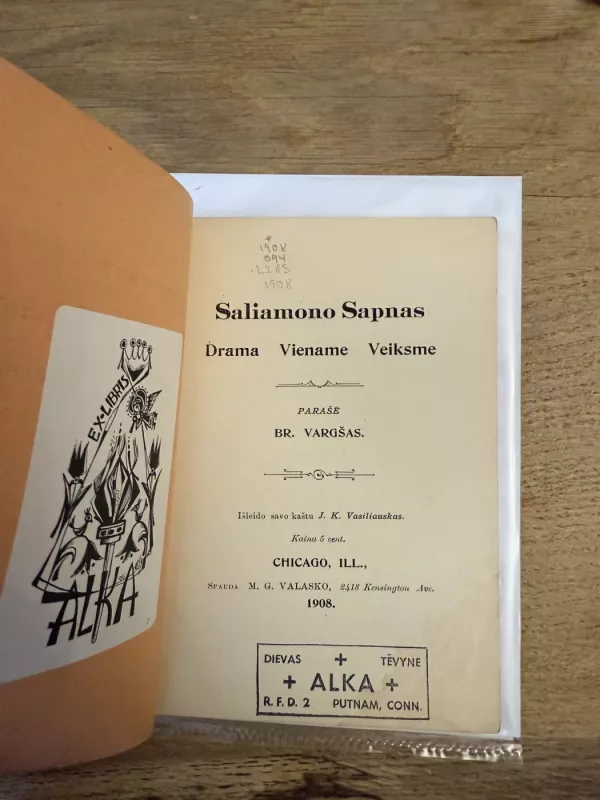 EX•LIBRIS
ALKA
1908
094
L285
1908
Saliamono Sapnas
Drama Viename Veiksme
PARAŠĖ
BR. VARGŠAS.
Išleido savo kaštu J. K. Vasiliauskas.
Kaina 5 cent.
CHICAGO, ILL.,
SPAUDA M. G. VALASKO, 2418 Kensington Ave.
1908.
DIEVAS + TĖVYNE
+ ALKA +
R. F. D. 2 PUTNAM, CONN.